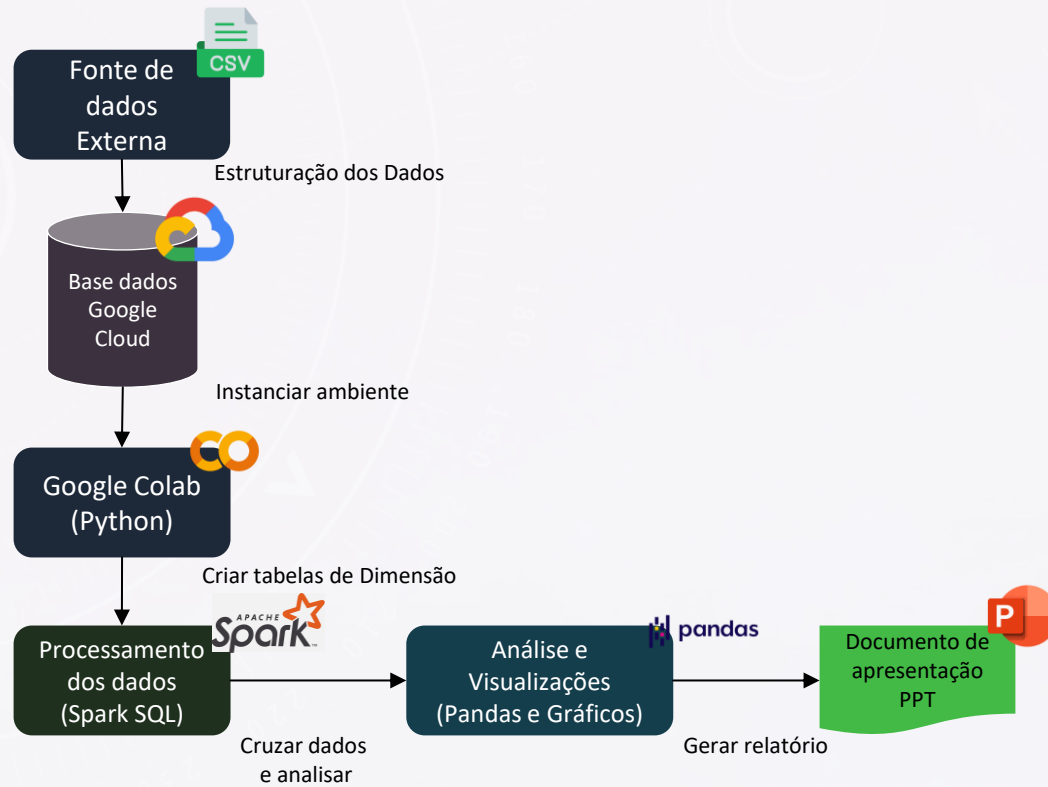 CSV
Fonte de
dados
Externa
Estruturação dos Dados
Base dados
Google
Cloud
Instanciar ambiente
Google Colab
(Python)
Criar tabelas de Dimensão
APACHE
Spark
Processamento
dos dados
(Spark SQL)
Cruzar dados
e analisar
Análise e
Visualizações
(Pandas e Gráficos)
pandas
Gerar relatório
P
Documento de
apresentação
PPT